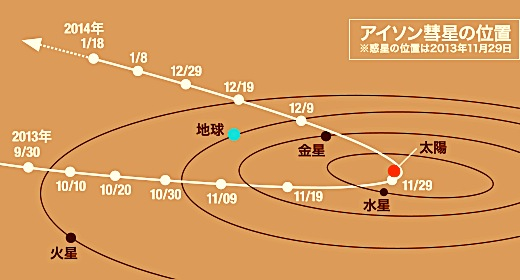 アイソン彗星の位置
※惑星の位置は2013年11月29日
2014年
1/18
1/8
12/29
12/19
12/9
地球
金星
太陽
2013年
9/30
10/10
10/20
10/30
11/09
11/19
11/29
水星
火星